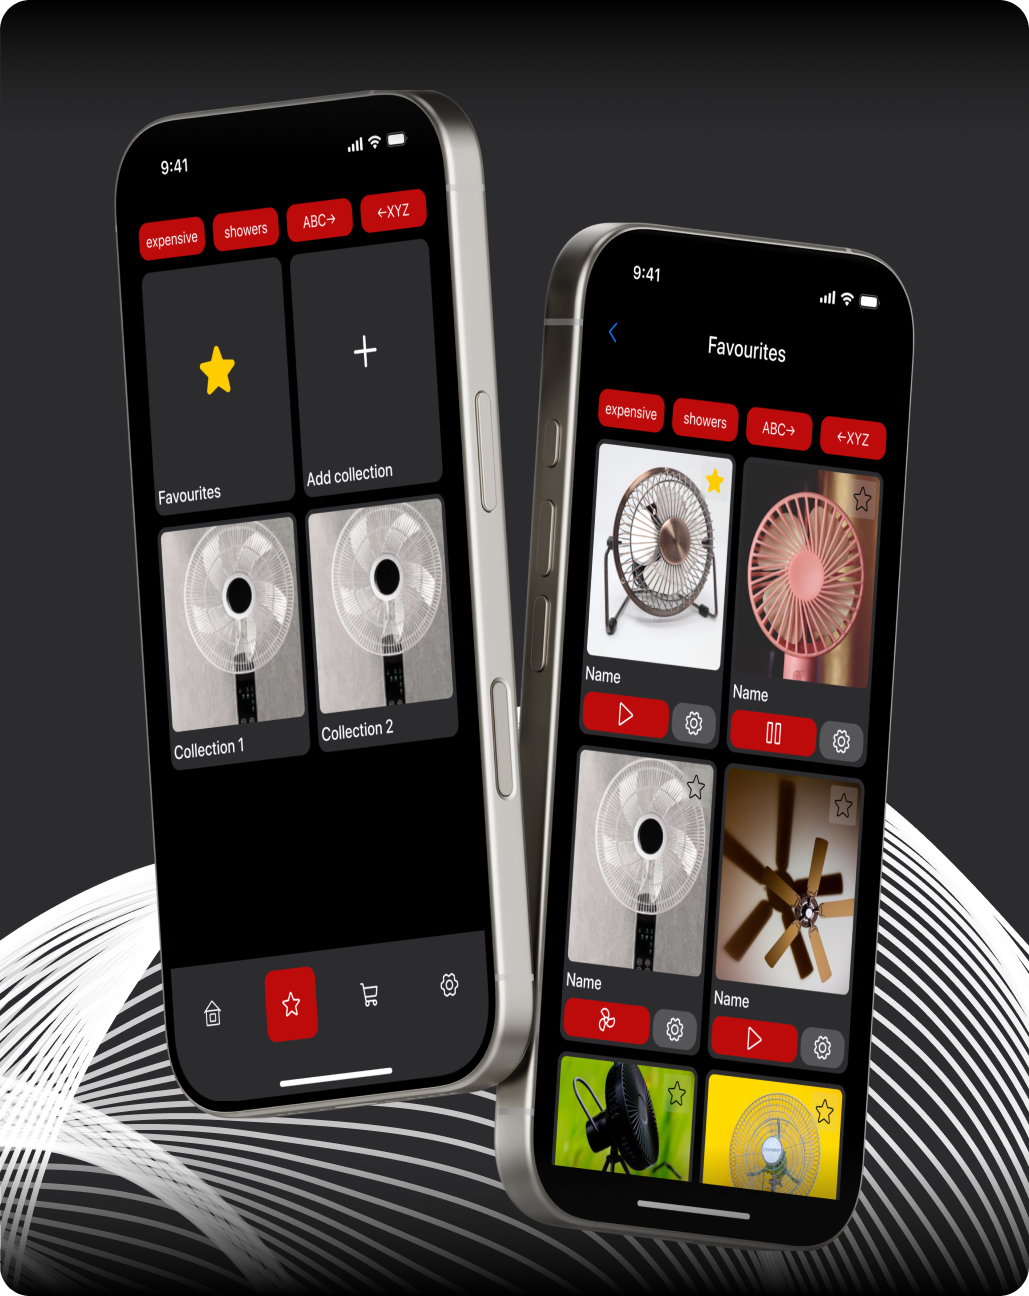 9:41
expensive
showers
ABC→
←XYZ
Favourites
Add collection
Collection 1
Collection 2
9:41
Favourites
expensive
showers
ABC→
←XYZ
Name
Name
Name
Name